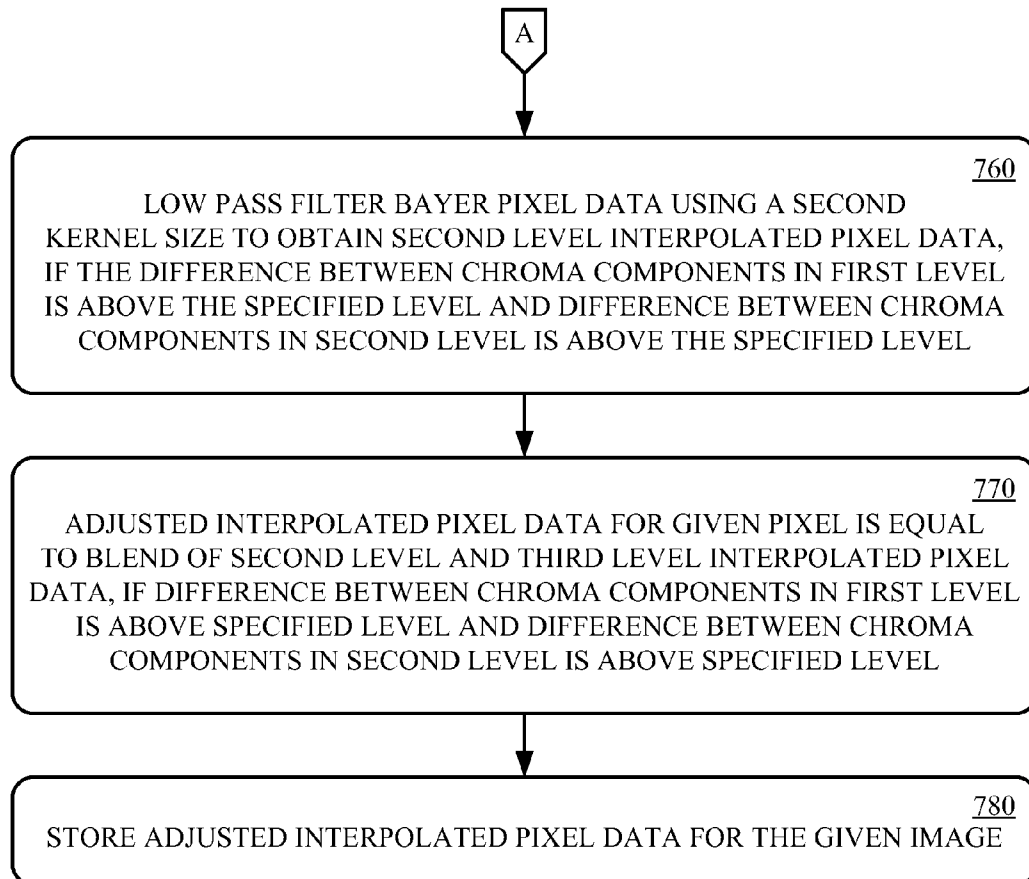 A
760
LOW PASS FILTER BAYER PIXEL DATA USING A SECOND
KERNEL SIZE TO OBTAIN SECOND LEVEL INTERPOLATED PIXEL DATA,
IF THE DIFFERENCE BETWEEN CHROMA COMPONENTS IN FIRST LEVEL
IS ABOVE THE SPECIFIED LEVEL AND DIFFERENCE BETWEEN CHROMA
COMPONENTS IN SECOND LEVEL IS ABOVE THE SPECIFIED LEVEL
770
ADJUSTED INTERPOLATED PIXEL DATA FOR GIVEN PIXEL IS EQUAL
TO BLEND OF SECOND LEVEL AND THIRD LEVEL INTERPOLATED PIXEL
DATA, IF DIFFERENCE BETWEEN CHROMA COMPONENTS IN FIRST LEVEL
IS ABOVE SPECIFIED LEVEL AND DIFFERENCE BETWEEN CHROMA
COMPONENTS IN SECOND LEVEL IS ABOVE SPECIFIED LEVEL
780
STORE ADJUSTED INTERPOLATED PIXEL DATA FOR THE GIVEN IMAGE